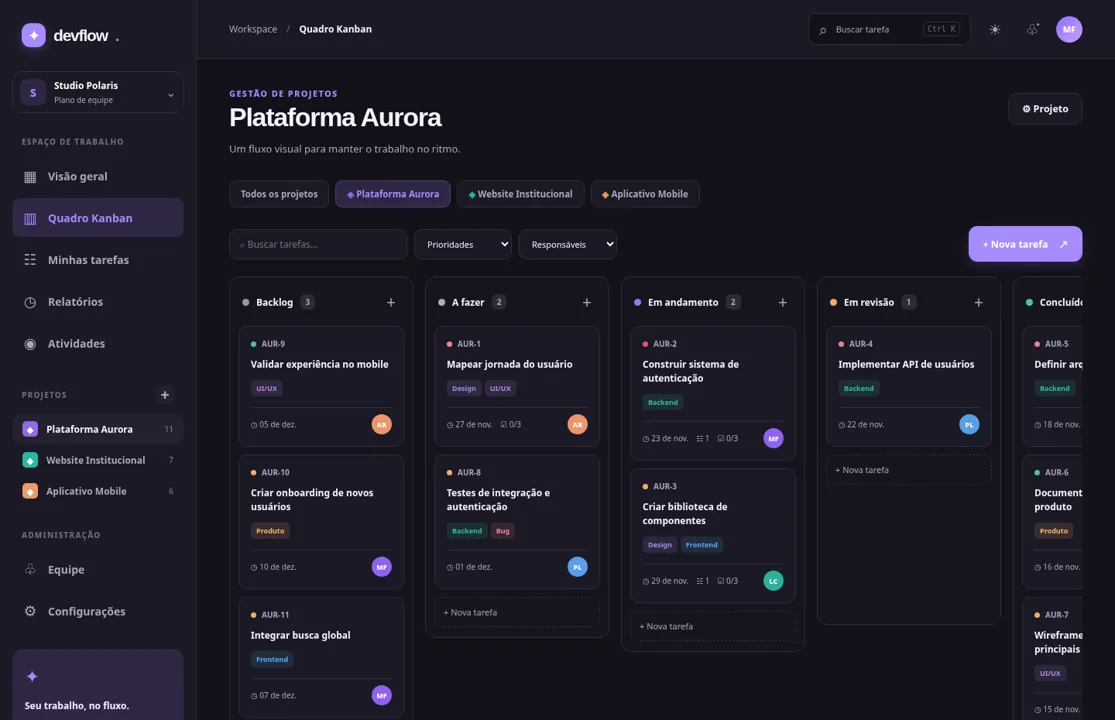 devflow .
S
Studio Polaris
Plano de equipe
ESPAÇO DE TRABALHO
Visão geral
Quadro Kanban
Minhas tarefas
Relatórios
Atividades
PROJETOS
+
Plataforma Aurora 11
Website Institucional 7
Aplicativo Mobile 6
ADMINISTRAÇÃO
Equipe
Configurações
Seu trabalho, no fluxo.
Workspace / Quadro Kanban
Buscar tarefa Ctrl K
MF
GESTÃO DE PROJETOS
Plataforma Aurora
Um fluxo visual para manter o trabalho no ritmo.
Projeto
Todos os projetos
Plataforma Aurora
Website Institucional
Aplicativo Mobile
Buscar tarefas...
Prioridades
Responsáveis
+ Nova tarefa ↗
Backlog 3 +
AUR-9
Validar experiência no mobile
UI/UX
05 de dez. AR
AUR-10
Criar onboarding de novos
usuários
Produto
10 de dez. MF
AUR-11
Integrar busca global
Frontend
07 de dez. MF
A fazer 2 +
AUR-1
Mapear jornada do usuário
Design UI/UX
27 de nov. 0/3 AR
AUR-8
Testes de integração e
autenticação
Backend Bug
01 de dez. PL
+ Nova tarefa
Em andamento 2 +
AUR-2
Construir sistema de
autenticação
Backend
23 de nov. 1 0/3 MF
AUR-3
Criar biblioteca de
componentes
Design Frontend
29 de nov. 1 0/3 LC
+ Nova tarefa
Em revisão 1 +
AUR-4
Implementar API de usuários
Backend
22 de nov. PL
+ Nova tarefa
Concluído
AUR-5
Definir arq
Backend
18 de nov.
AUR-6
Document
produto
Produto
16 de nov.
AUR-7
Wireframe
principais
UI/UX
15 de nov.